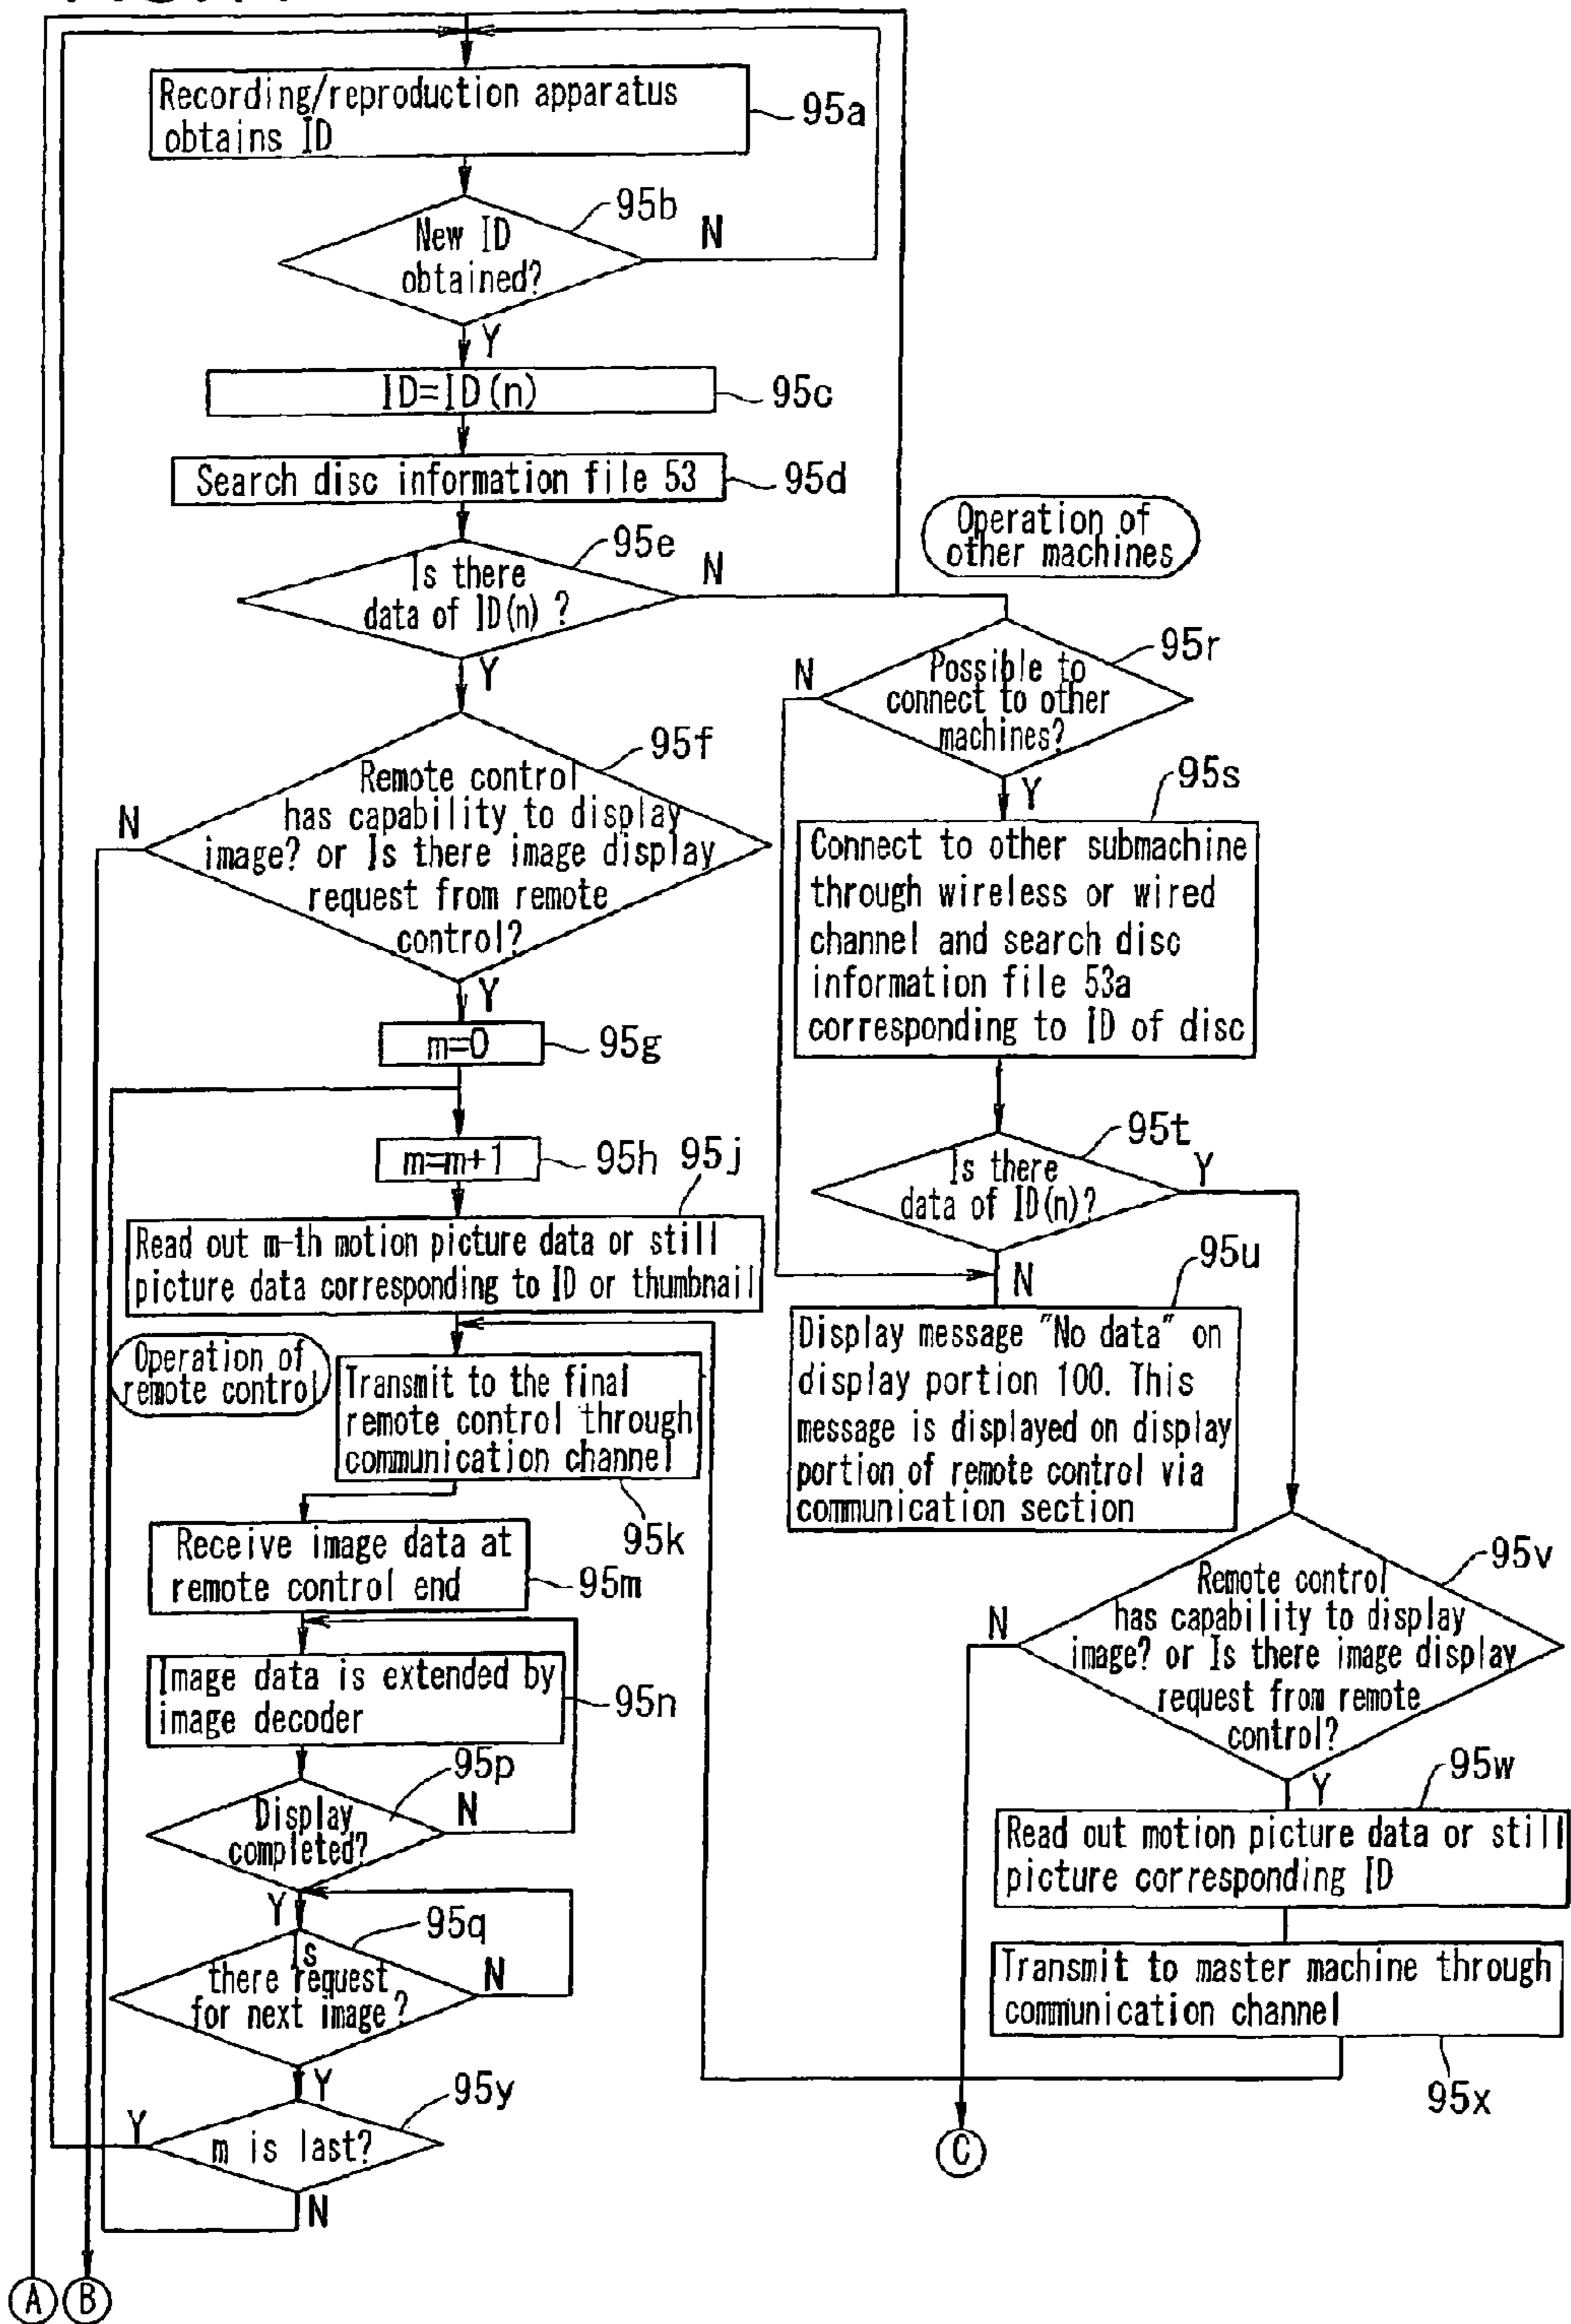 Recording/reproduction apparatus
obtains ID
95a
New ID
obtained?
95b
N
Y
ID=ID(n)
95c
Search disc information file 53
95d
Is there
data of ID(n) ?
95e
N
Y
Remote control
has capability to display
image? or Is there image display
request from remote
control?
95f
N
Y
m=0
95g
m=m+1
95h
95j
Read out m-th motion picture data or still
picture data corresponding to ID or thumbnail
Operation of
remote control
Transmit to the final
remote control through
communication channel
95k
Receive image data at
remote control end
95m
Image data is extended by
image decoder
95n
95p
Display
completed?
N
Y
95q
Is
there request
for next image?
N
Y
95y
Y
m is last?
N
A
B
Operation of
other machines
95r
N
Possible to
connect to other
machines?
Y
95s
Connect to other submachine
through wireless or wired
channel and search disc
information file 53a
corresponding to ID of disc
95t
Is there
data of ID(n)?
Y
N
95u
Display message "No data" on
display portion 100. This
message is displayed on display
portion of remote control via
communication section
95v
Remote control
has capability to display
image? or Is there image display
request from remote
control?
N
Y
95w
Read out motion picture data or still
picture corresponding ID
Transmit to master machine through
communication channel
95x
C